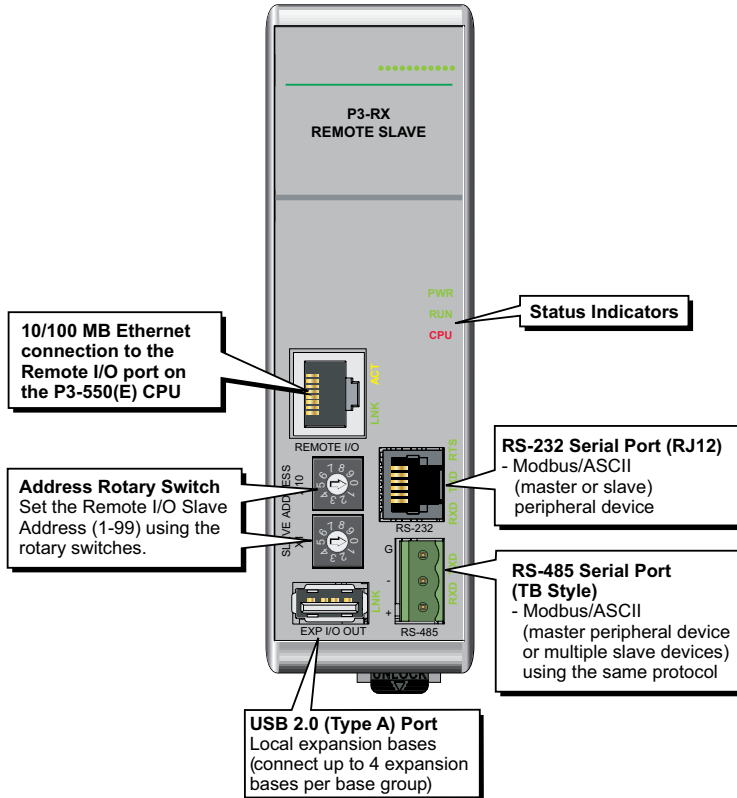 P3-RX
REMOTE SLAVE
PWR
RUN
CPU
Status Indicators
10/100 MB Ethernet
connection to the
Remote I/O port on
the P3-550(E) CPU
ACT
LNK
REMOTE I/O
Address Rotary Switch
Set the Remote I/O Slave
Address (1-99) using the
rotary switches.
SLAVE ADDRESS
RTS
RXD
RS-232
RS-232 Serial Port (RJ12)
- Modbus/ASCII
(master or slave)
peripheral device
G
-
+
RXD
RS-485
RS-485 Serial Port
(TB Style)
- Modbus/ASCII
(master peripheral device
or multiple slave devices)
using the same protocol
LNK
EXP I/O OUT
UNLOCK
USB 2.0 (Type A) Port
Local expansion bases
(connect up to 4 expansion
bases per base group)